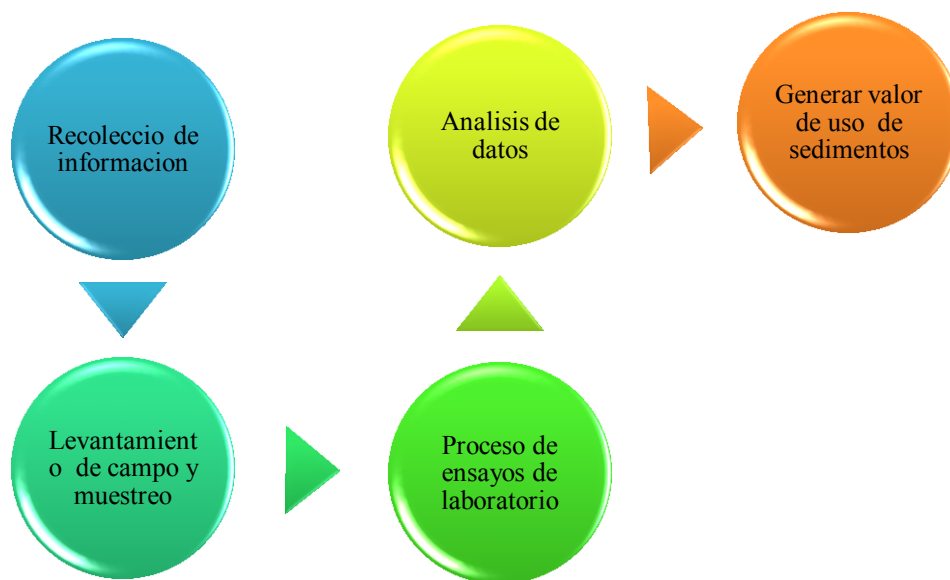 Recoleccio de
informacion
Levantamient
o de campo y
muestreo
Proceso de
ensayos de
laboratorio
Analisis de
datos
Generar valor
de uso de
sedimentos